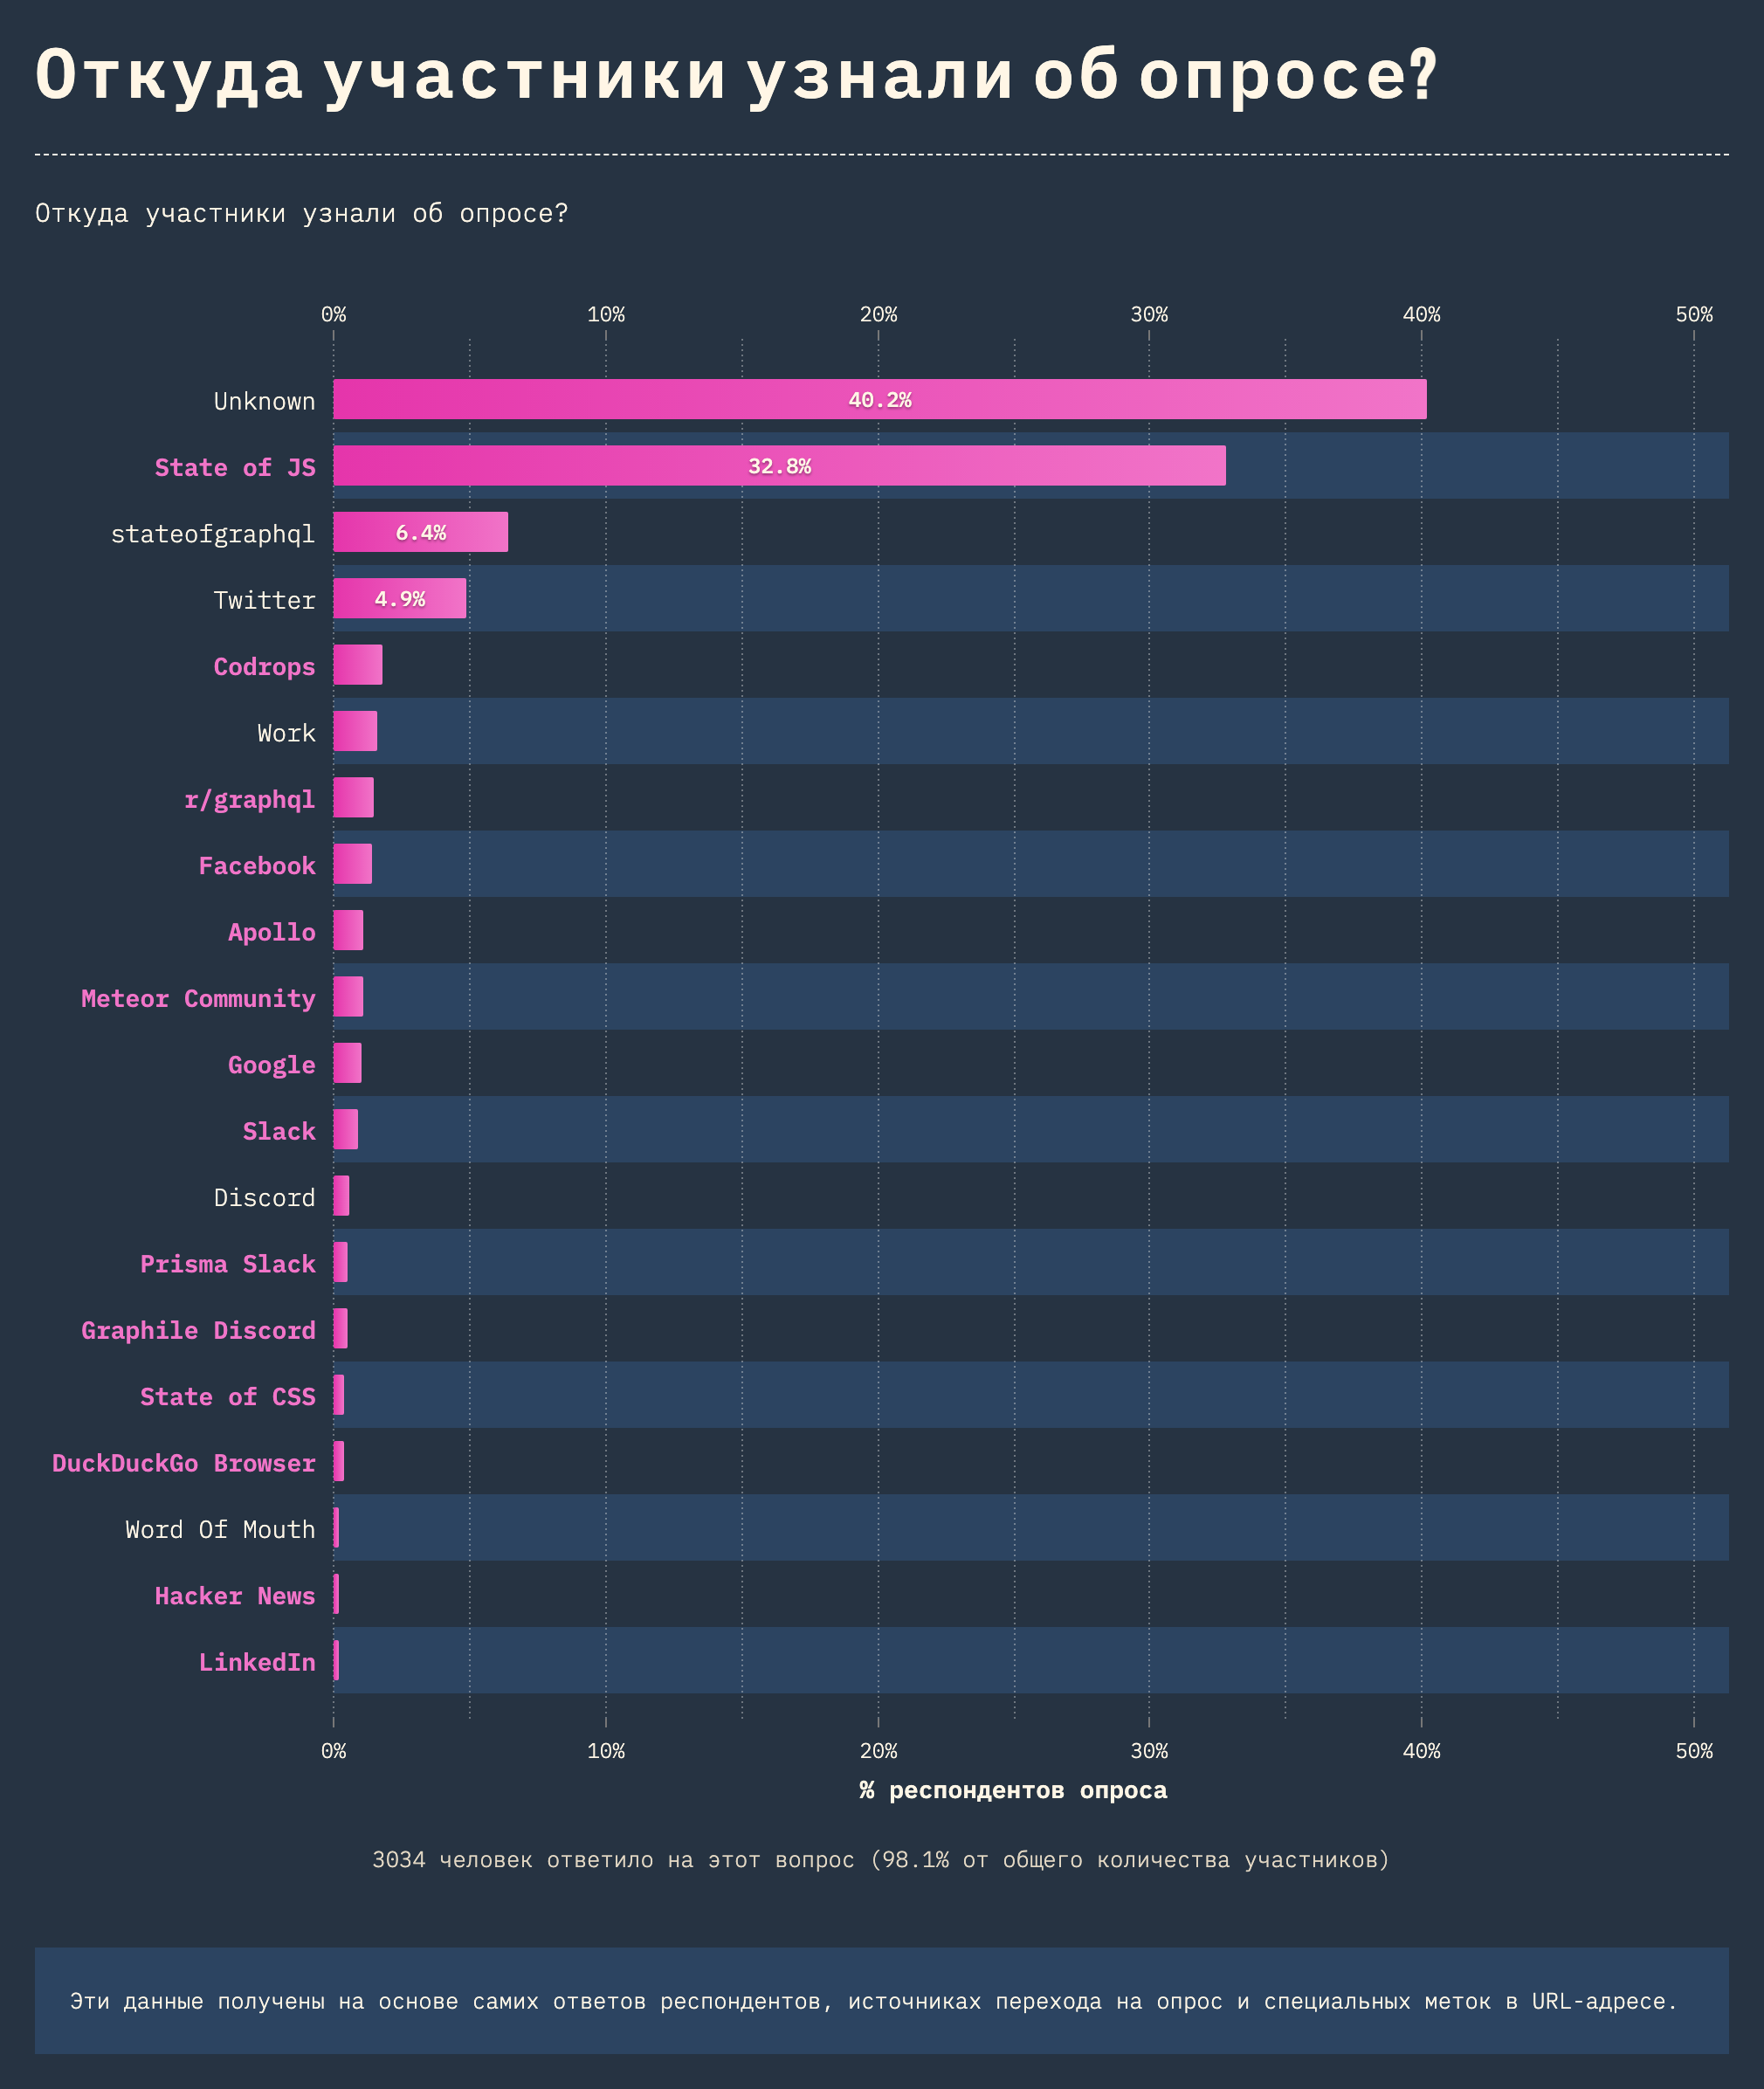 Откуда участники узнали об опросе?
Откуда участники узнали об опросе?
0% 10% 20% 30% 40% 50%
Unknown 40.2%
State of JS 32.8%
stateofgraphql 6.4%
Twitter 4.9%
Codrops
Work
r/graphql
Facebook
Apollo
Meteor Community
Google
Slack
Discord
Prisma Slack
Graphile Discord
State of CSS
DuckDuckGo Browser
Word Of Mouth
Hacker News
LinkedIn
0% 10% 20% 30% 40% 50%
% респондентов опроса
3034 человек ответило на этот вопрос (98.1% от общего количества участников)
Эти данные получены на основе самих ответов респондентов, источниках перехода на опрос и специальных меток в URL-адресе.